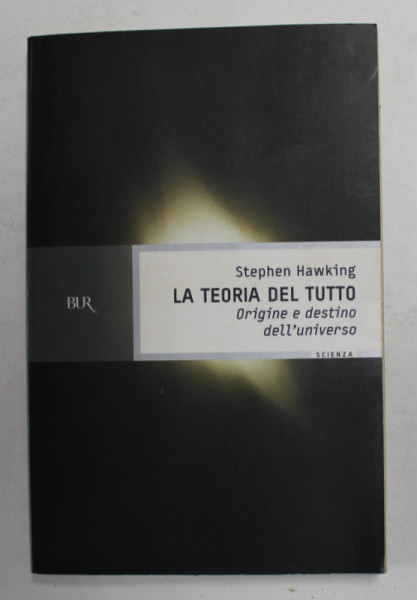 Stephen Hawking
LA TEORIA DEL TUTTO
Origine e destino
dell'universo
BUR
SCIENZA